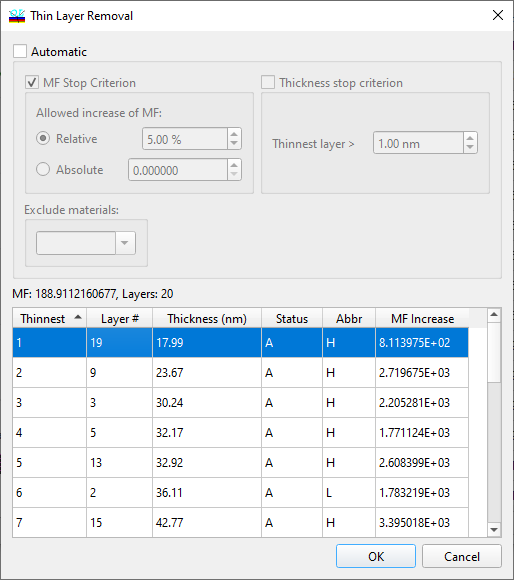 Thin Layer Removal
Automatic
MF Stop Criterion
Thickness stop criterion
Allowed increase of MF:
Relative 5.00 %
Thinnest layer > 1.00 nm
Absolute 0.000000
Exclude materials:
MF: 188.9112160677, Layers: 20
Thinnest Layer # Thickness (nm) Status Abbr MF Increase
1 19 17.99 A H 8.113975E+02
2 9 23.67 A H 2.719675E+03
3 3 30.24 A H 2.205281E+03
4 5 32.17 A H 1.771124E+03
5 13 32.92 A H 2.608399E+03
6 2 36.11 A L 1.783219E+03
7 15 42.77 A H 3.395018E+03
OK Cancel